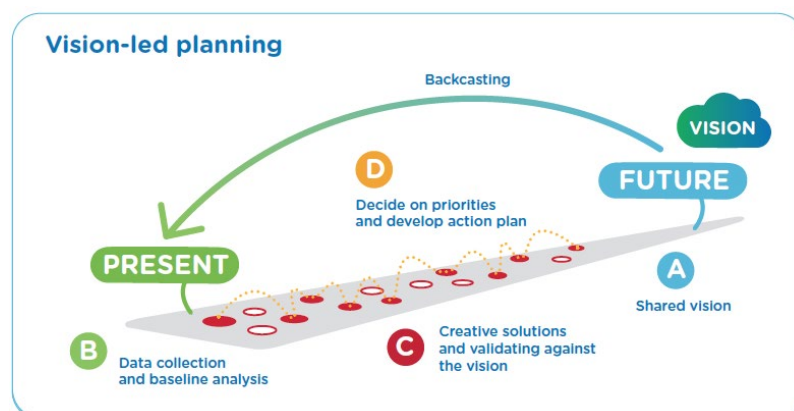 Vision-led planning
Backcasting
VISION
D
FUTURE
Decide on priorities
and develop action plan
PRESENT
A
Shared vision
C
Creative solutions
and validating against
the vision
B
Data collection
and baseline analysis